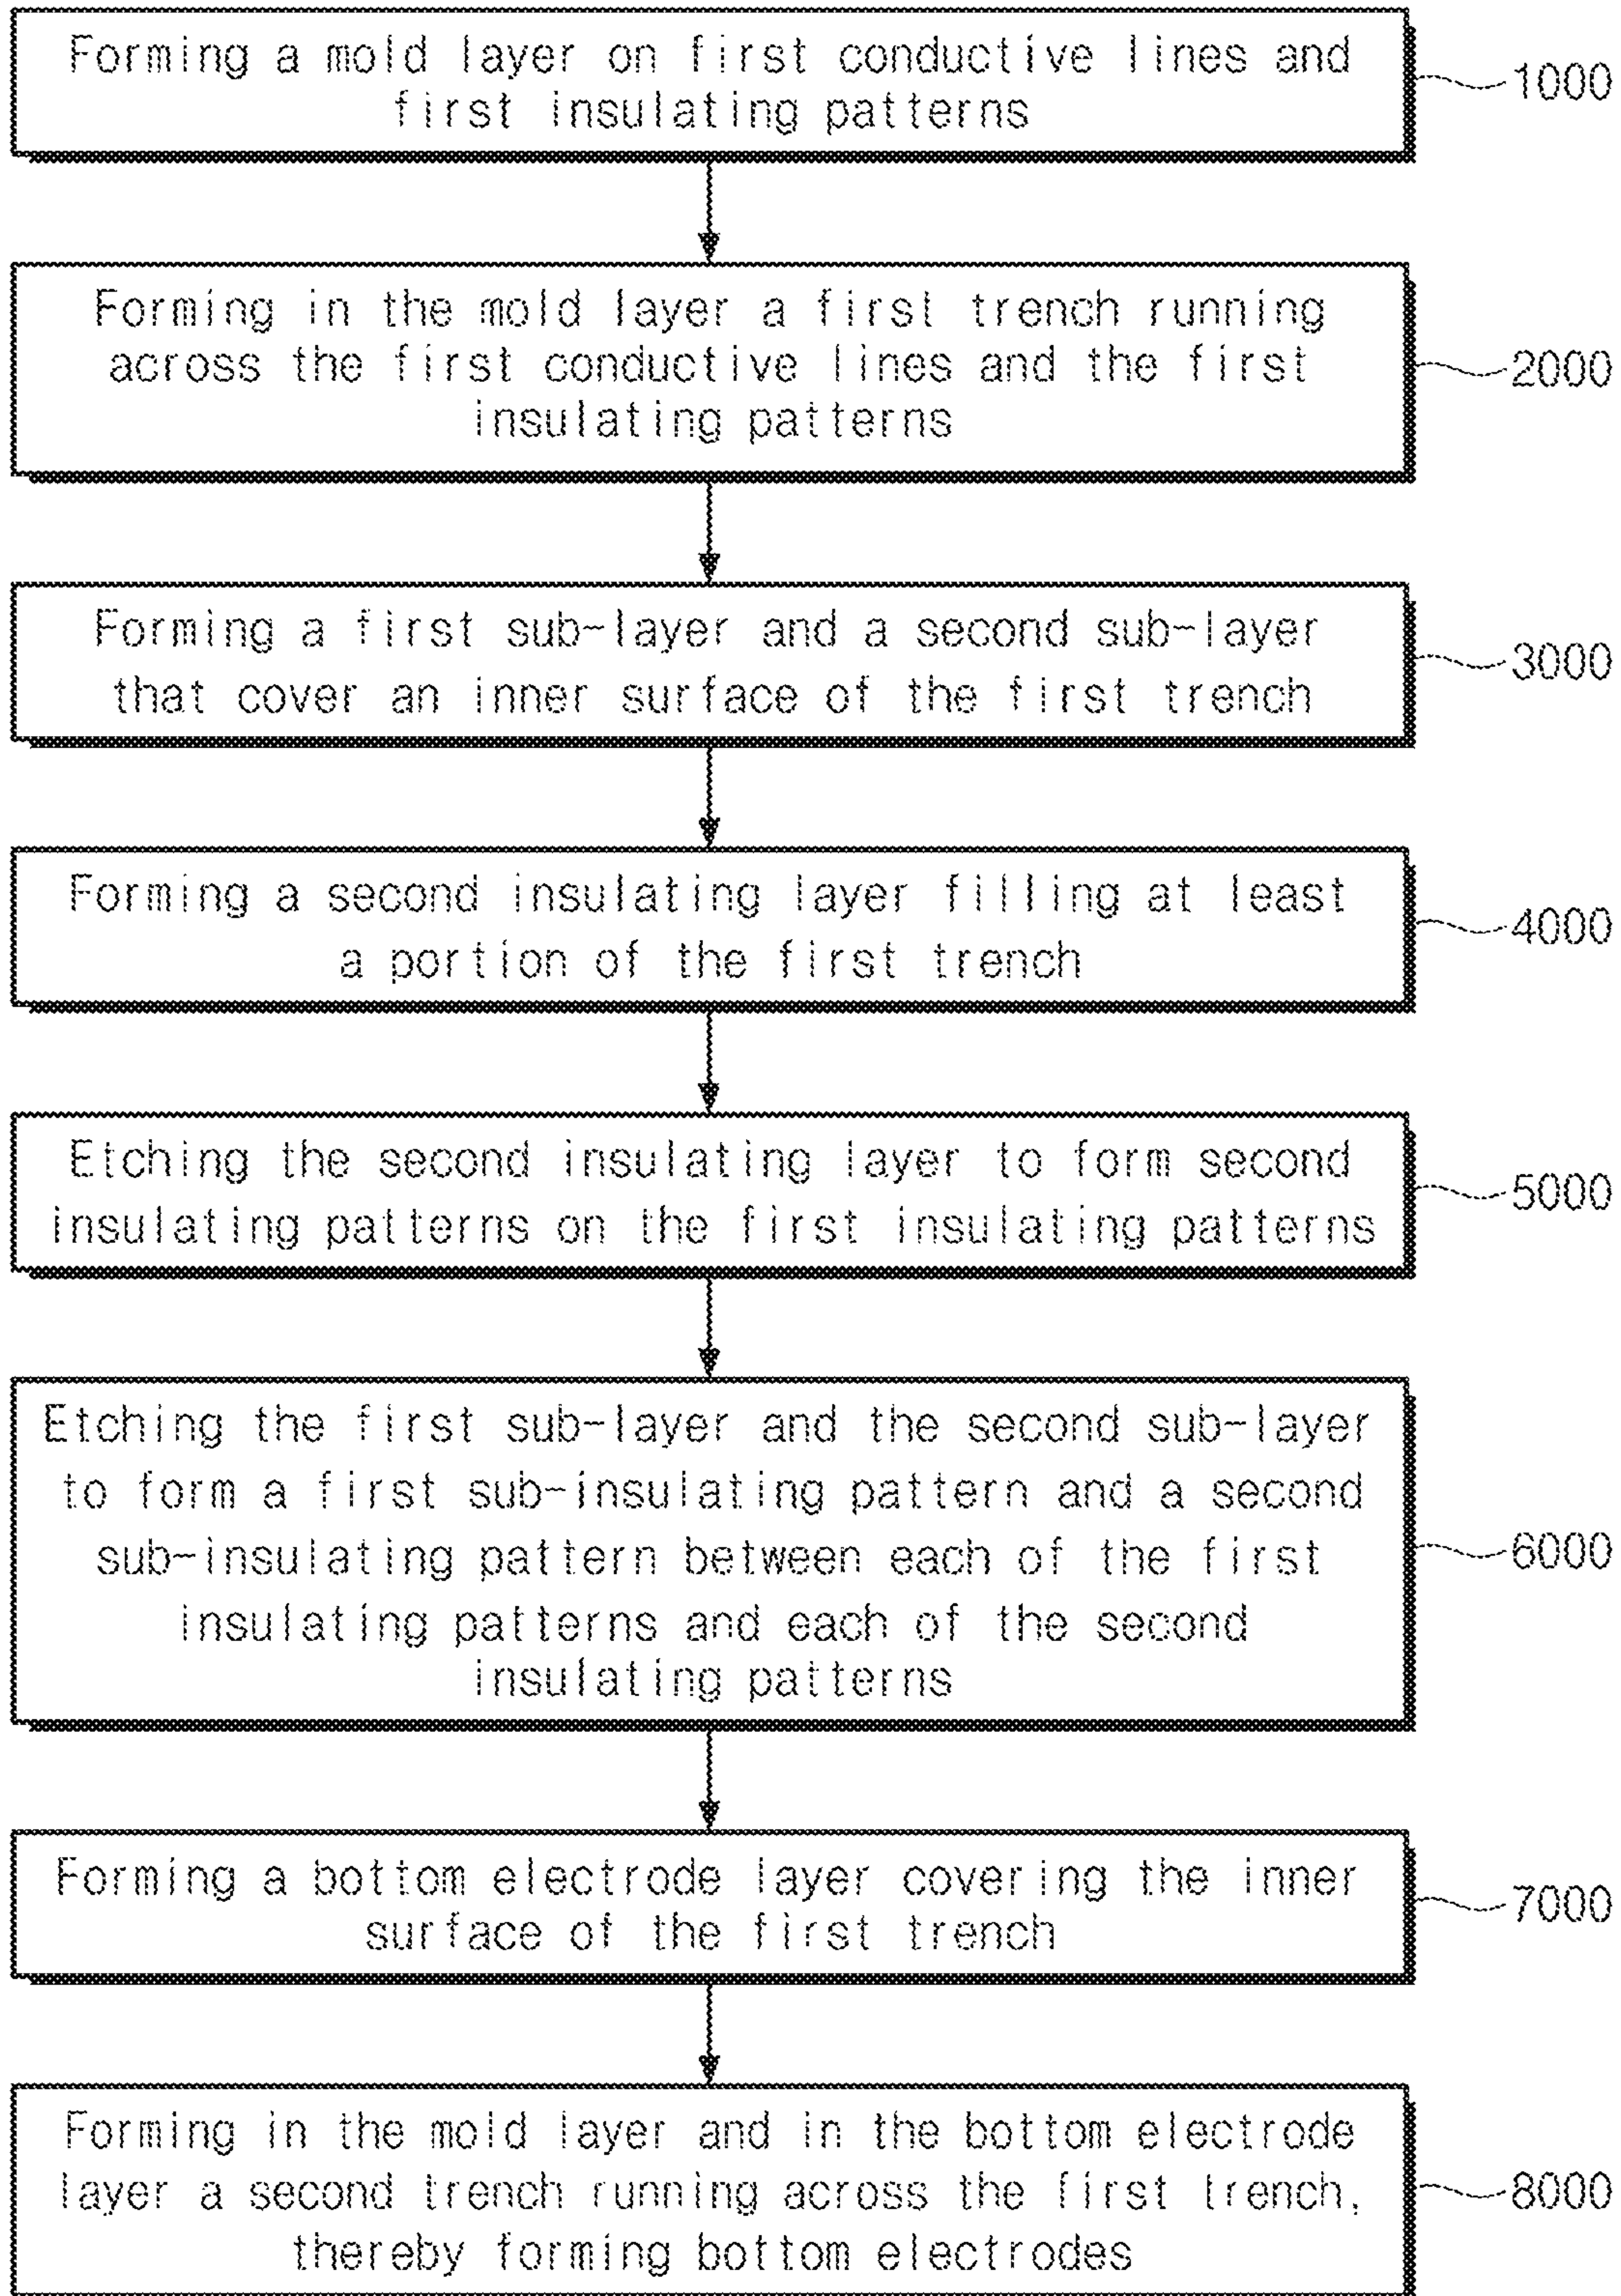 Forming a mold layer on first conductive lines and
first insulating patterns
1000
Forming in the mold layer a first trench running
across the first conductive lines and the first
insulating patterns
2000
Forming a first sub-layer and a second sub-layer
that cover an inner surface of the first trench
3000
Forming a second insulating layer filling at least
a portion of the first trench
4000
Etching the second insulating layer to form second
insulating patterns on the first insulating patterns
5000
Etching the first sub-layer and the second sub-layer
to form a first sub-insulating pattern and a second
sub-insulating pattern between each of the first
insulating patterns and each of the second
insulating patterns
6000
Forming a bottom electrode layer covering the inner
surface of the first trench
7000
Forming in the mold layer and in the bottom electrode
layer a second trench running across the first trench,
thereby forming bottom electrodes
8000